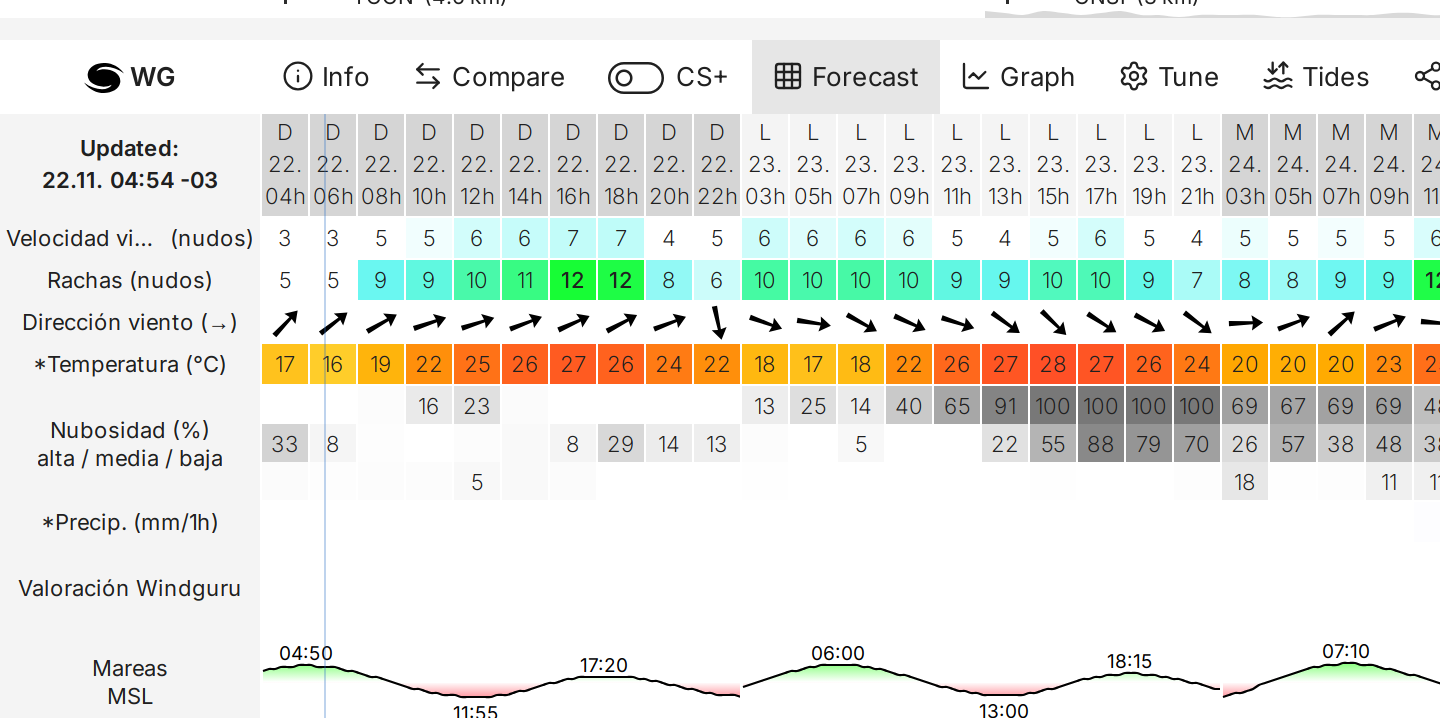 WG Info Compare CS+ Forecast Graph Tune Tides
Updated:
22.11. 04:54 -03
D D D D D D D D D D L L L L L L L L L L M M M M M
22. 22. 22. 22. 22. 22. 22. 22. 22. 22. 23. 23. 23. 23. 23. 23. 23. 23. 23. 23. 24. 24. 24. 24.
04h 06h 08h 10h 12h 14h 16h 18h 20h 22h 03h 05h 07h 09h 11h 13h 15h 17h 19h 21h 03h 05h 07h 09h
Velocidad vi... (nudos) 3 3 5 5 6 6 7 7 4 5 6 6 6 6 5 4 5 6 5 4 5 5 5 5 6
Rachas (nudos) 5 5 9 9 10 11 12 12 8 6 10 10 10 10 9 9 10 10 9 7 8 8 9 9 12
Dirección viento (→)
*Temperatura (°C) 17 16 19 22 25 26 27 26 24 22 18 17 18 22 26 27 28 27 26 24 20 20 20 23
16 23 13 25 14 40 65 91 100 100 100 100 69 67 69 69
Nubosidad (%)
33 8 8 29 14 13 5 22 55 88 79 70 26 57 38 48
alta / media / baja
5 18 11
*Precip. (mm/1h)
Valoración Windguru
04:50 17:20 06:00 18:15 07:10
Mareas
MSL
11:55 13:00